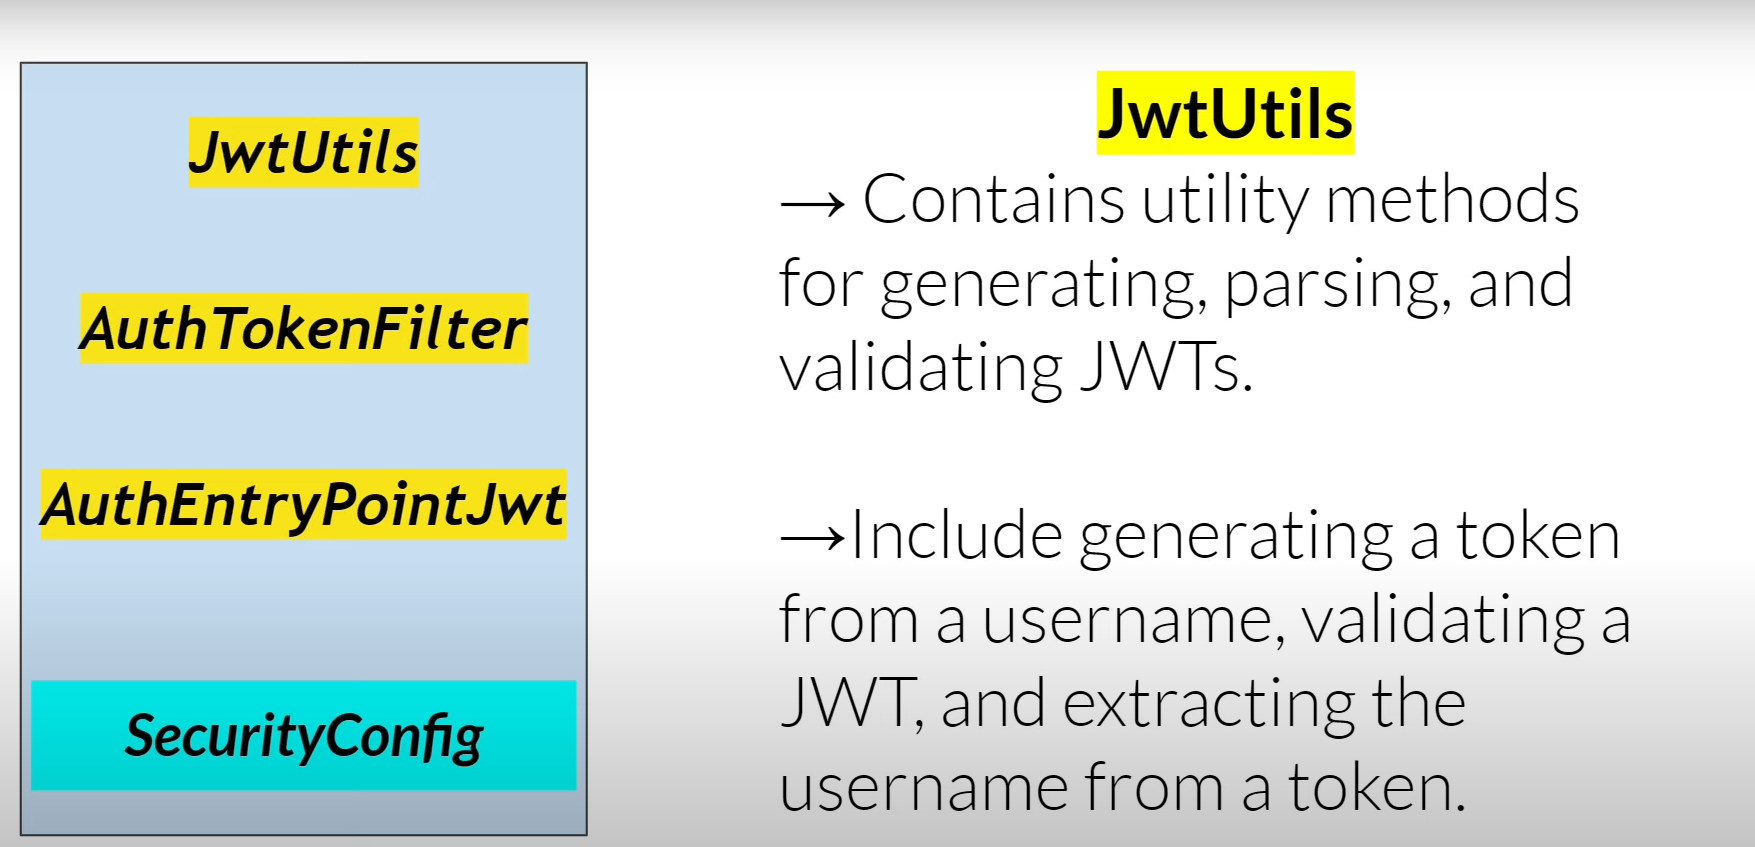 JwtUtils
AuthTokenFilter
AuthEntryPointJwt
SecurityConfig
JwtUtils
→ Contains utility methods
for generating, parsing, and
validating JWTs.
→Include generating a token
from a username, validating a
JWT, and extracting the
username from a token.